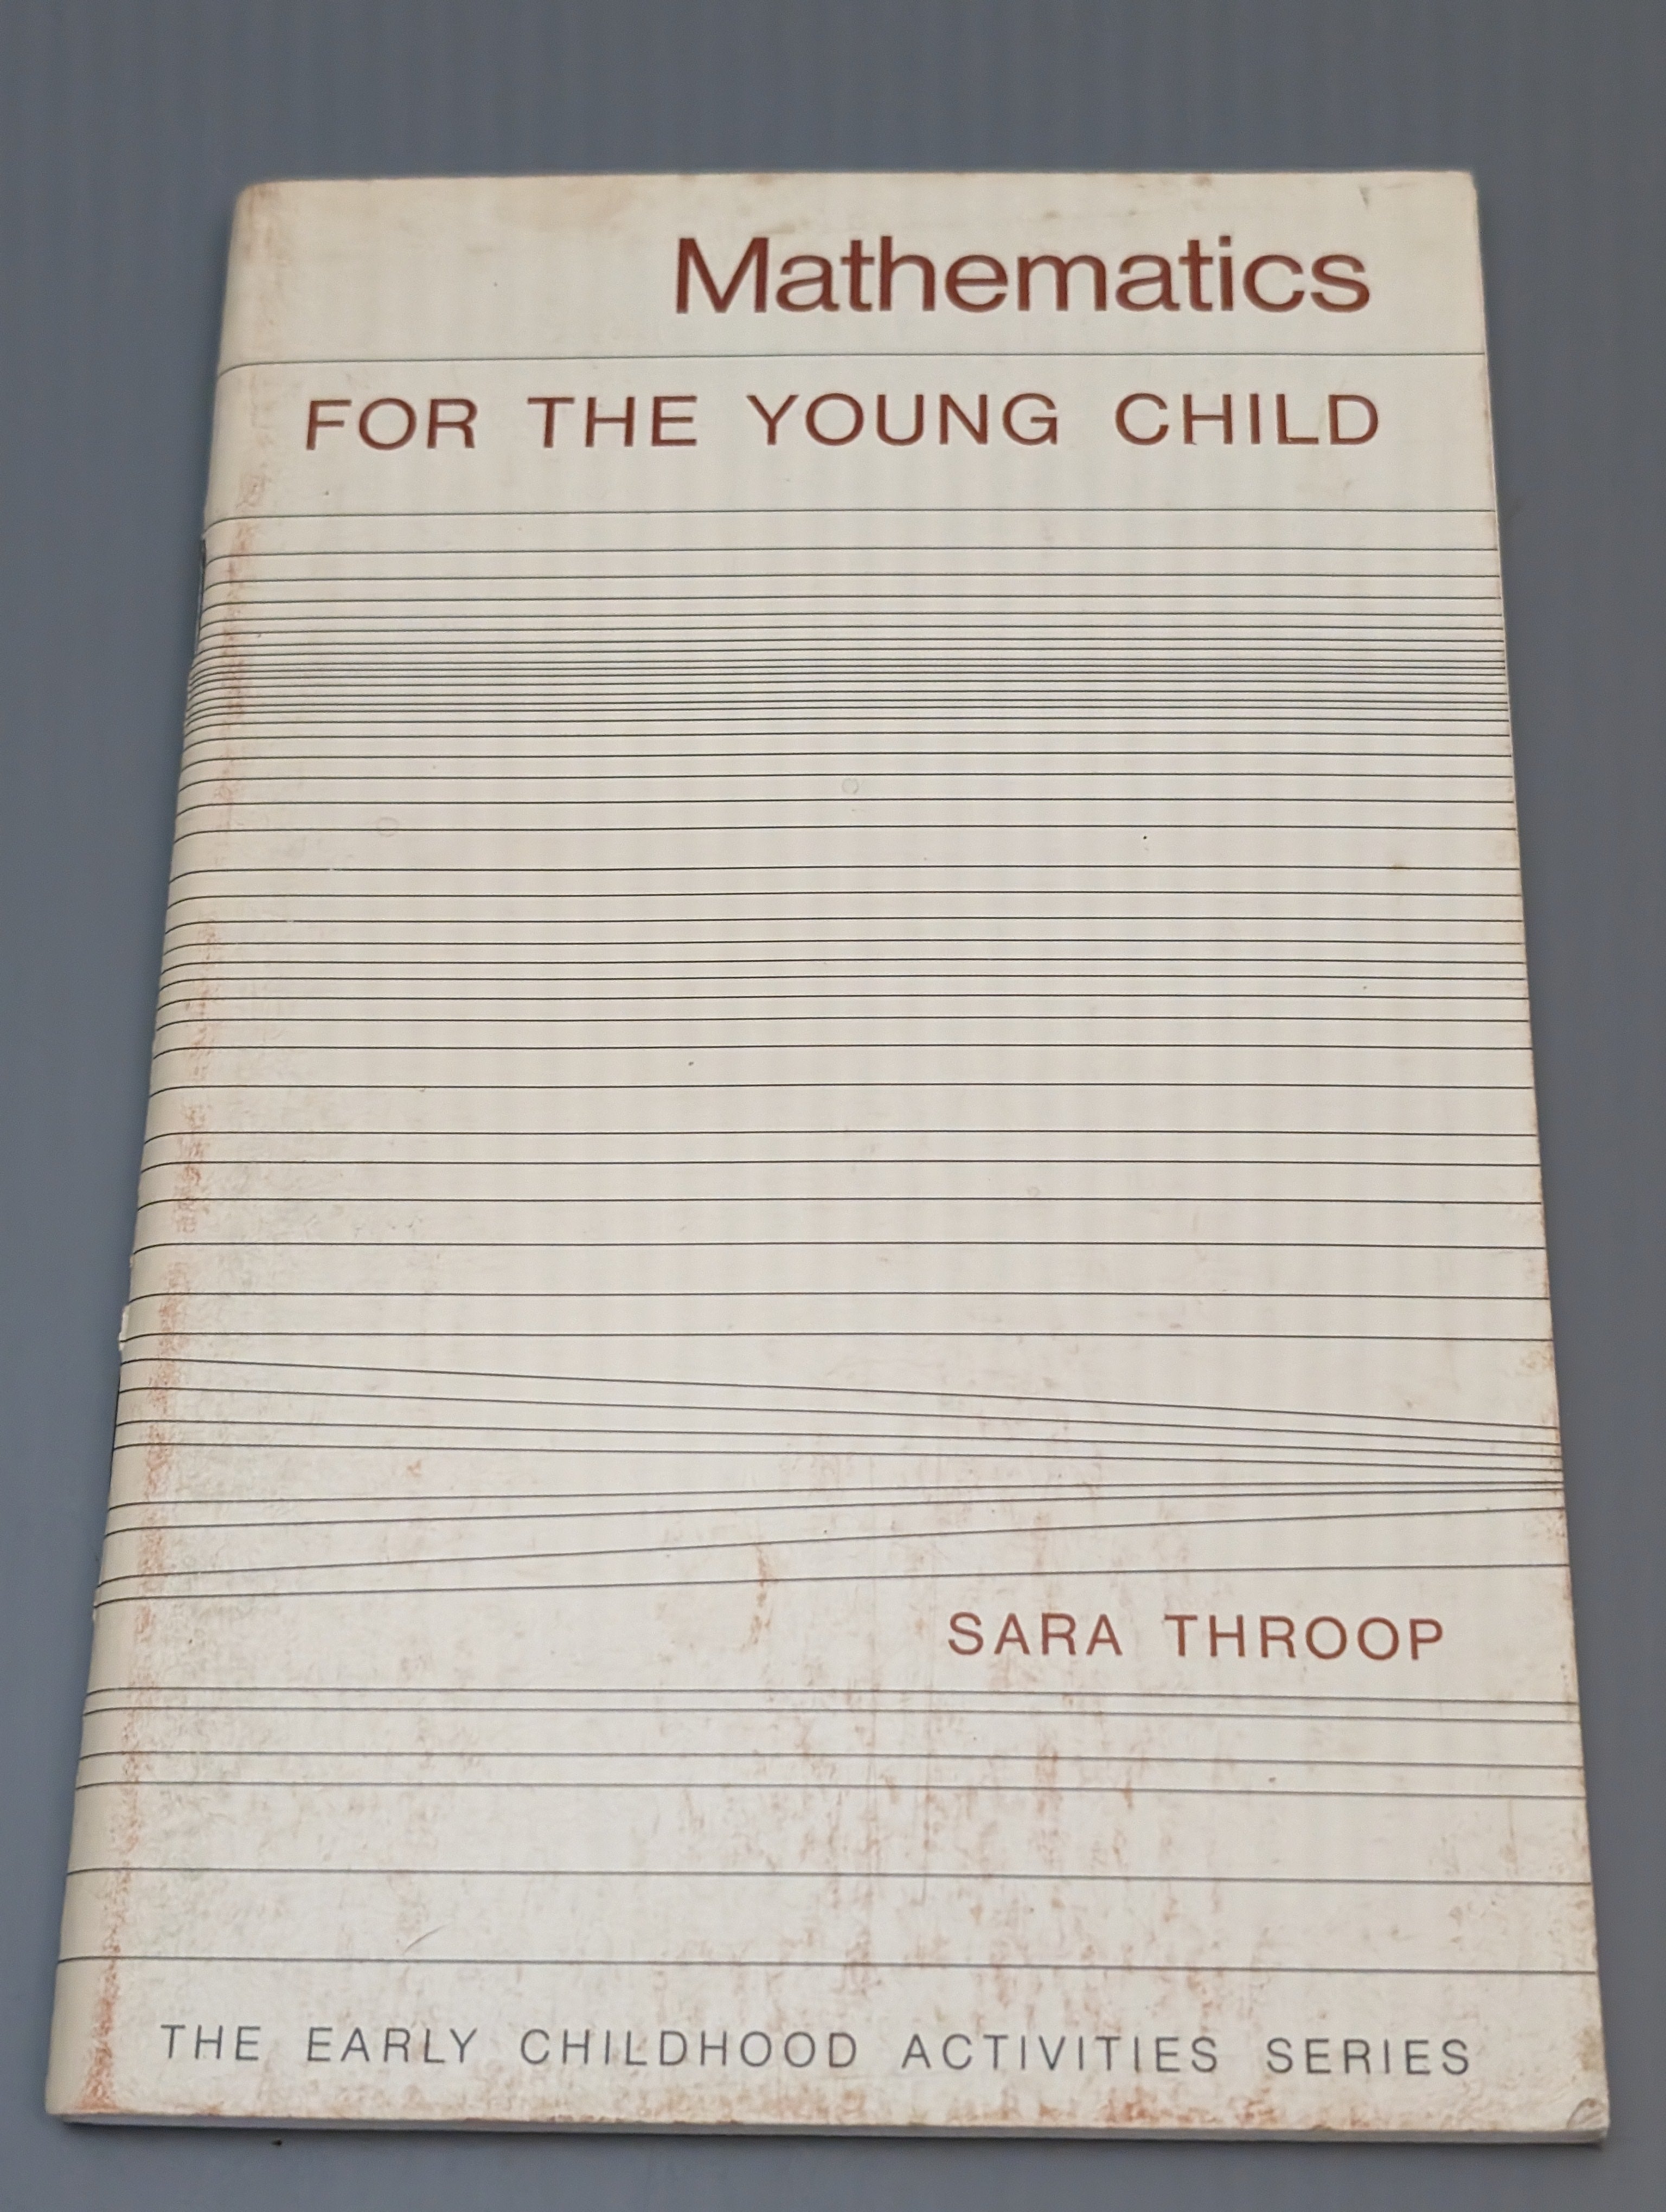 Mathematics
FOR THE YOUNG CHILD
SARA THROOP
THE EARLY CHILDHOOD ACTIVITIES SERIES